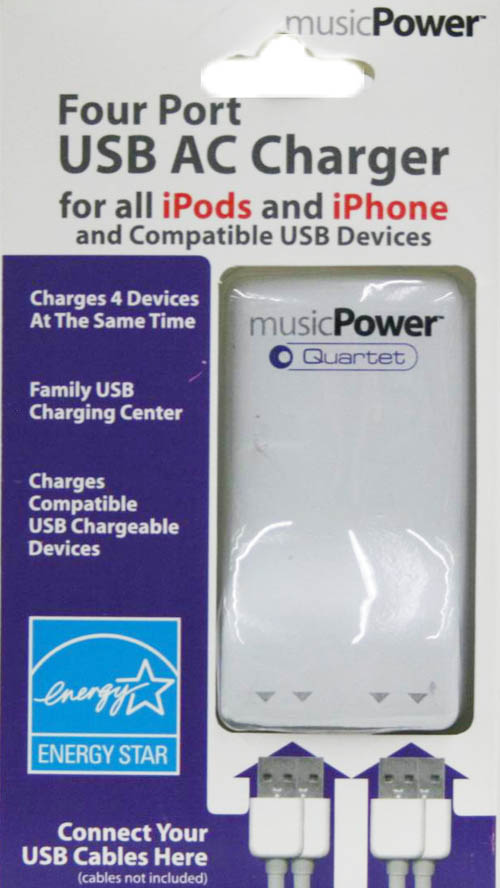 musicPower™
Four Port
USB AC Charger
for all iPods and iPhone
and Compatible USB Devices
Charges 4 Devices
At The Same Time
Family USB
Charging Center
Charges
Compatible
USB Chargeable
Devices
musicPower™
Quartet
energy
ENERGY STAR
Connect Your
USB Cables Here
(cables not included)